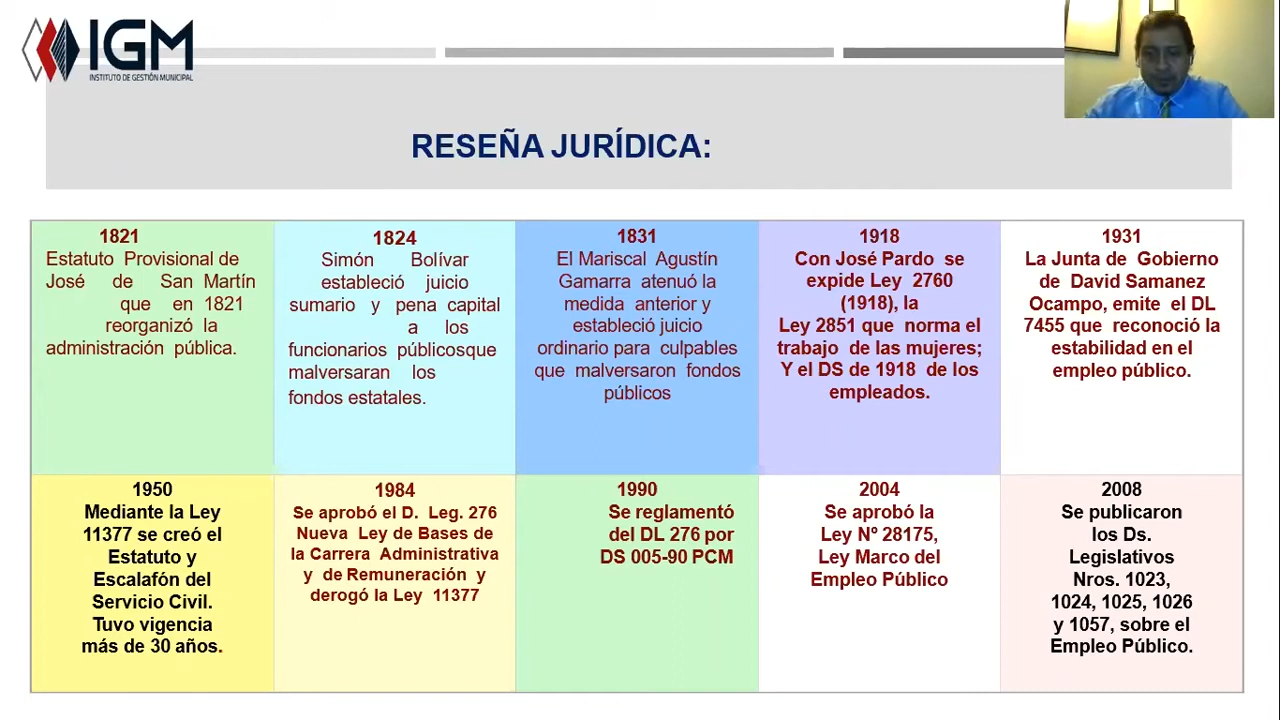 IGM
INSTITUTO DE GESTIÓN MUNICIPAL
RESEÑA JURÍDICA:
1821
Estatuto Provisional de
José de San Martín
que en 1821
reorganizó la
administración pública.
1824
Simón Bolívar
estableció juicio
sumario y pena capital
a los
funcionarios públicosque
malversaran los
fondos estatales.
1831
El Mariscal Agustín
Gamarra atenuó la
medida anterior y
estableció juicio
ordinario para culpables
que malversaron fondos
públicos
1918
Con José Pardo se
expide Ley 2760
(1918), la
Ley 2851 que norma el
trabajo de las mujeres;
Y el DS de 1918 de los
empleados.
1931
La Junta de Gobierno
de David Samanez
Ocampo, emite el DL
7455 que reconoció la
estabilidad en el
empleo público.
1950
Mediante la Ley
11377 se creó el
Estatuto y
Escalafón del
Servicio Civil.
Tuvo vigencia
más de 30 años.
1984
Se aprobó el D. Leg. 276
Nueva Ley de Bases de
la Carrera Administrativa
y de Remuneración y
derogó la Ley 11377
1990
Se reglamentó
del DL 276 por
DS 005-90 PCM
2004
Se aprobó la
Ley Nº 28175,
Ley Marco del
Empleo Público
2008
Se publicaron
los Ds.
Legislativos
Nros. 1023,
1024, 1025, 1026
y 1057, sobre el
Empleo Público.